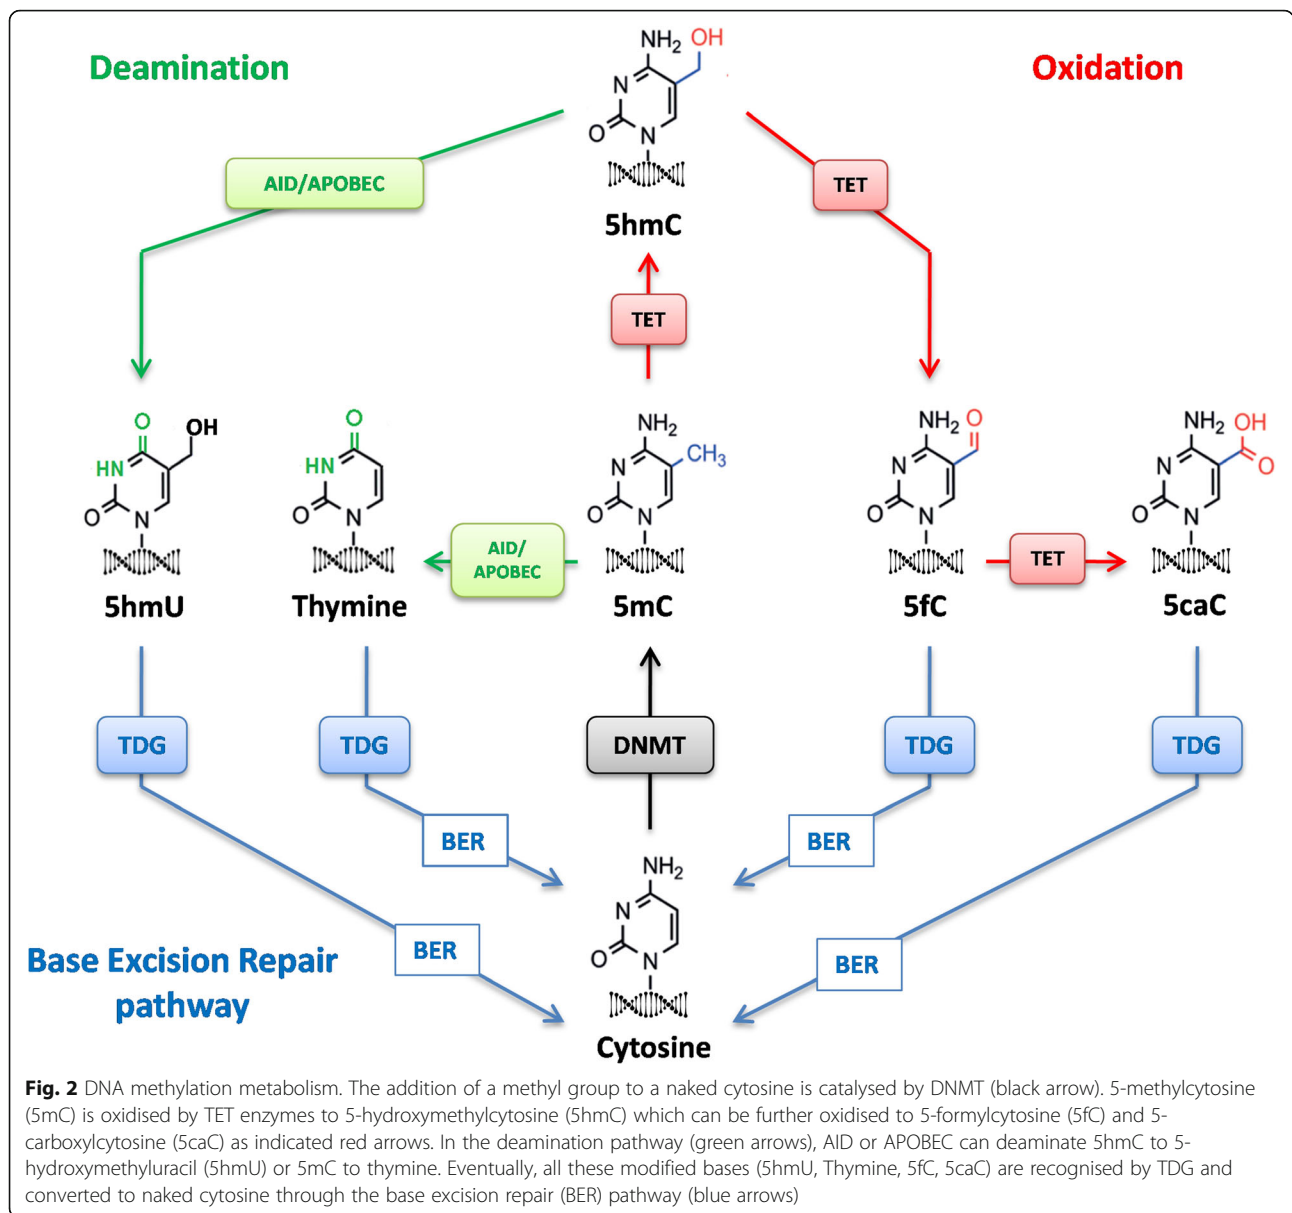 Deamination
Oxidation
NH2
OH
N
O
N
5hmC
AID/APOBEC
TET
TET
O
OH
HN
O
N
5hmU
O
HN
O
N
Thymine
NH2
CH3
N
O
N
5mC
NH2
O
N
O
N
5fC
NH2
OH
O
N
O
N
5caC
AID/
APOBEC
TET
TDG
TDG
DNMT
TDG
TDG
BER
BER
NH2
N
O
N
Cytosine
BER
BER
Base Excision Repair
pathway
Fig. 2 DNA methylation metabolism. The addition of a methyl group to a naked cytosine is catalysed by DNMT (black arrow). 5-methylcytosine
(5mC) is oxidised by TET enzymes to 5-hydroxymethylcytosine (5hmC) which can be further oxidised to 5-formylcytosine (5fC) and 5-
carboxylcytosine (5caC) as indicated red arrows. In the deamination pathway (green arrows), AID or APOBEC can deaminate 5hmC to 5-
hydroxymethyluracil (5hmU) or 5mC to thymine. Eventually, all these modified bases (5hmU, Thymine, 5fC, 5caC) are recognised by TDG and
converted to naked cytosine through the base excision repair (BER) pathway (blue arrows)